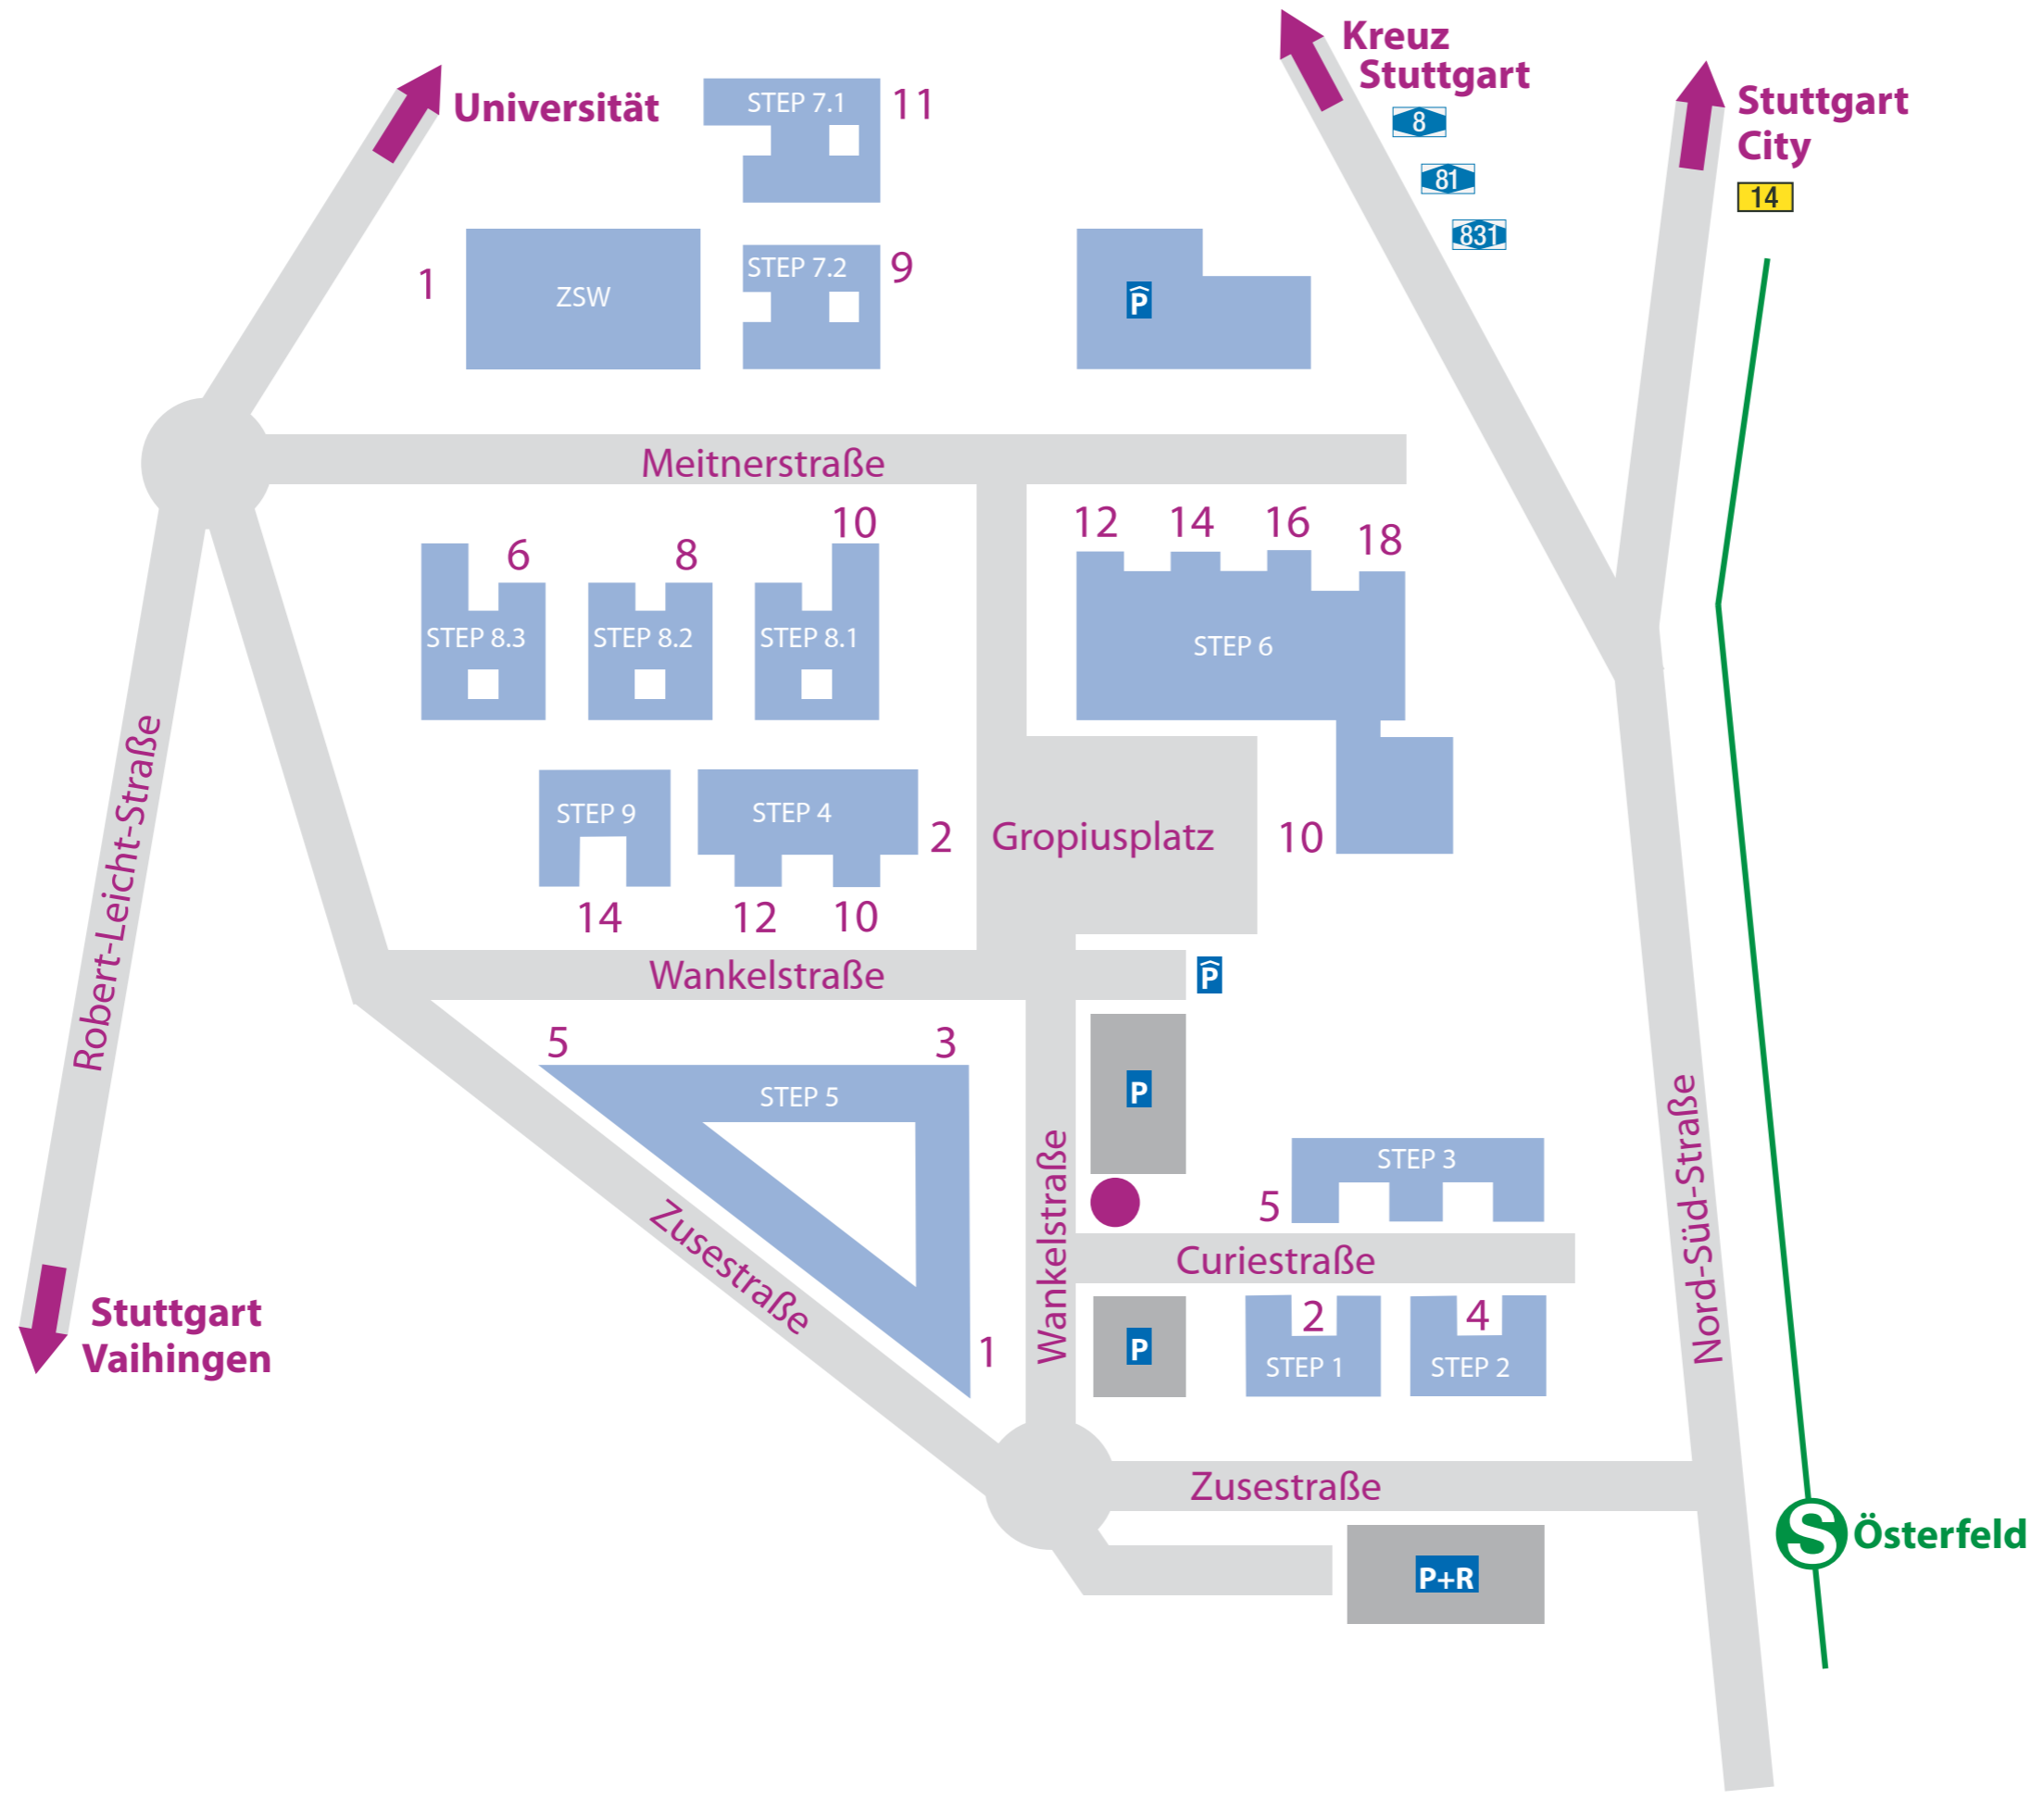 Kreuz
Stuttgart
8
81
831
Stuttgart
City
14
Universität
STEP 7.1
11
1
ZSW
STEP 7.2
9
P
Meitnerstraße
6
8
10
12
14
16
18
STEP 8.3
STEP 8.2
STEP 8.1
STEP 6
Robert-Leicht-Straße
STEP 9
STEP 4
2
Gropiusplatz
10
14
12
10
Wankelstraße
P
5
3
STEP 5
P
Wankelstraße
STEP 3
5
Nord-Süd-Straße
Zusestraße
Curiestraße
Stuttgart
Vaihingen
1
P
2
4
STEP 1
STEP 2
Zusestraße
S
Österfeld
P+R